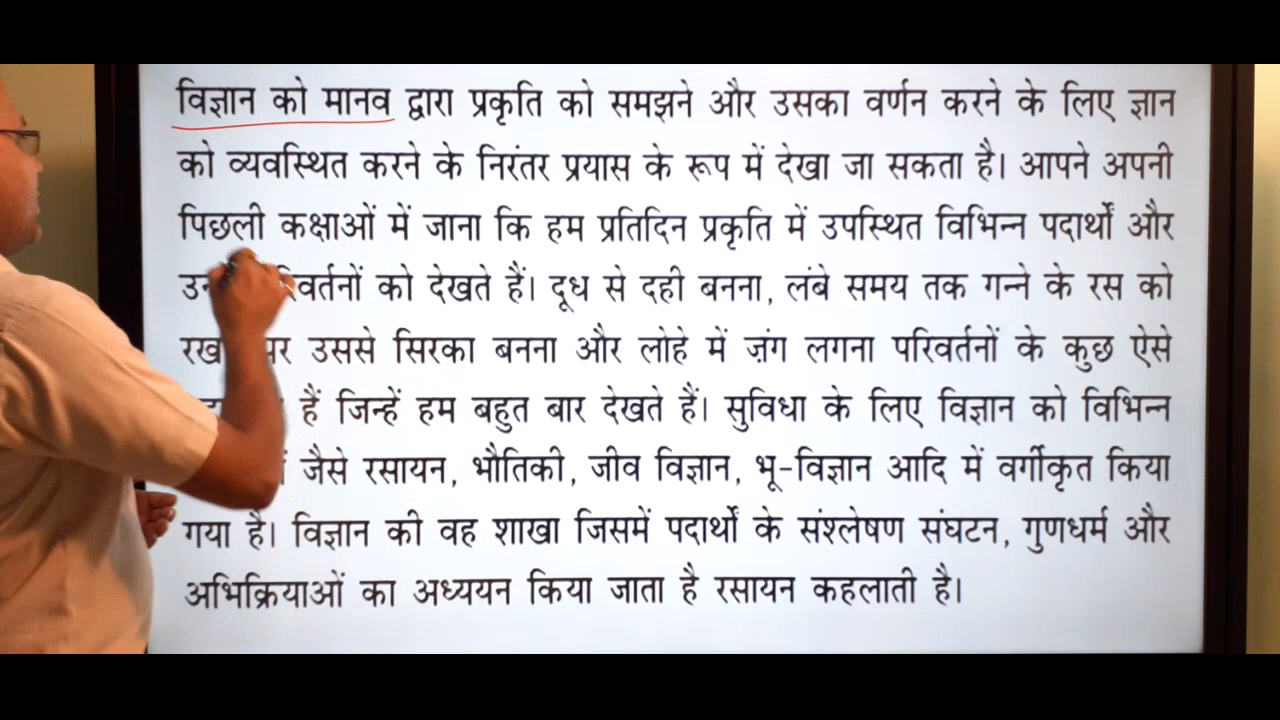 विज्ञान को मानव द्वारा प्रकृति को समझने और उसका वर्णन करने के लिए ज्ञान
को व्यवस्थित करने के निरंतर प्रयास के रूप में देखा जा सकता है। आपने अपनी
पिछली कक्षाओं में जाना कि हम प्रतिदिन प्रकृति में उपस्थित विभिन्न पदार्थों और
को देखते हैं। दूध से दही बनना, लंबे समय तक गन्ने के रस को
उससे सिरका बनना और लोहे में ज़ंग लगना परिवर्तनों के कुछ ऐसे
हैं जिन्हें हम बहुत बार देखते हैं। सुविधा के लिए विज्ञान को विभिन्न
जैसे रसायन, भौतिकी, जीव विज्ञान, भू-विज्ञान आदि में वर्गीकृत किया
गया है। विज्ञान की वह शाखा जिसमें पदार्थों के संश्लेषण संघटन, गुणधर्म और
अभिक्रियाओं का अध्ययन किया जाता है रसायन कहलाती है।